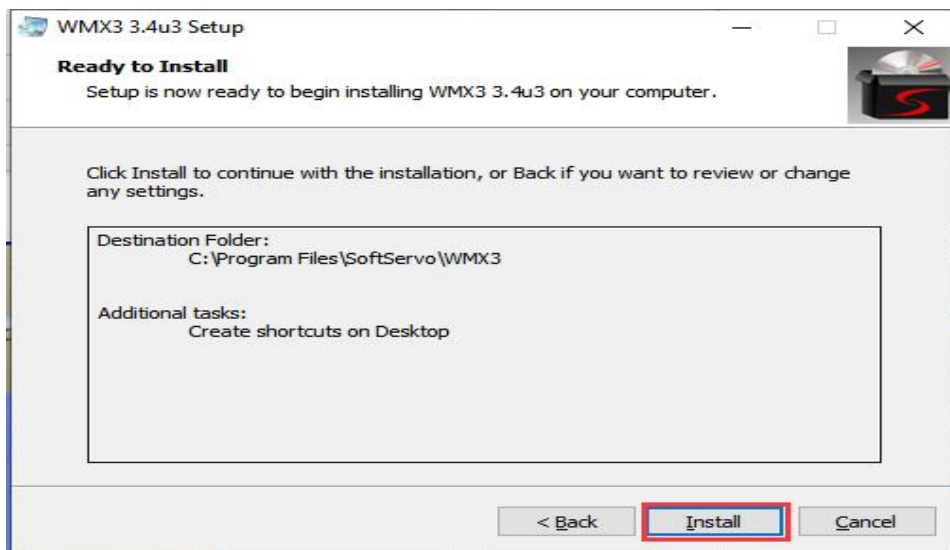 WMX3 3.4u3 Setup
Ready to Install
Setup is now ready to begin installing WMX3 3.4u3 on your computer.
Click Install to continue with the installation, or Back if you want to review or change
any settings.
Destination Folder:
C:\Program Files\SoftServo\WMX3
Additional tasks:
Create shortcuts on Desktop
< Back
Install
Cancel